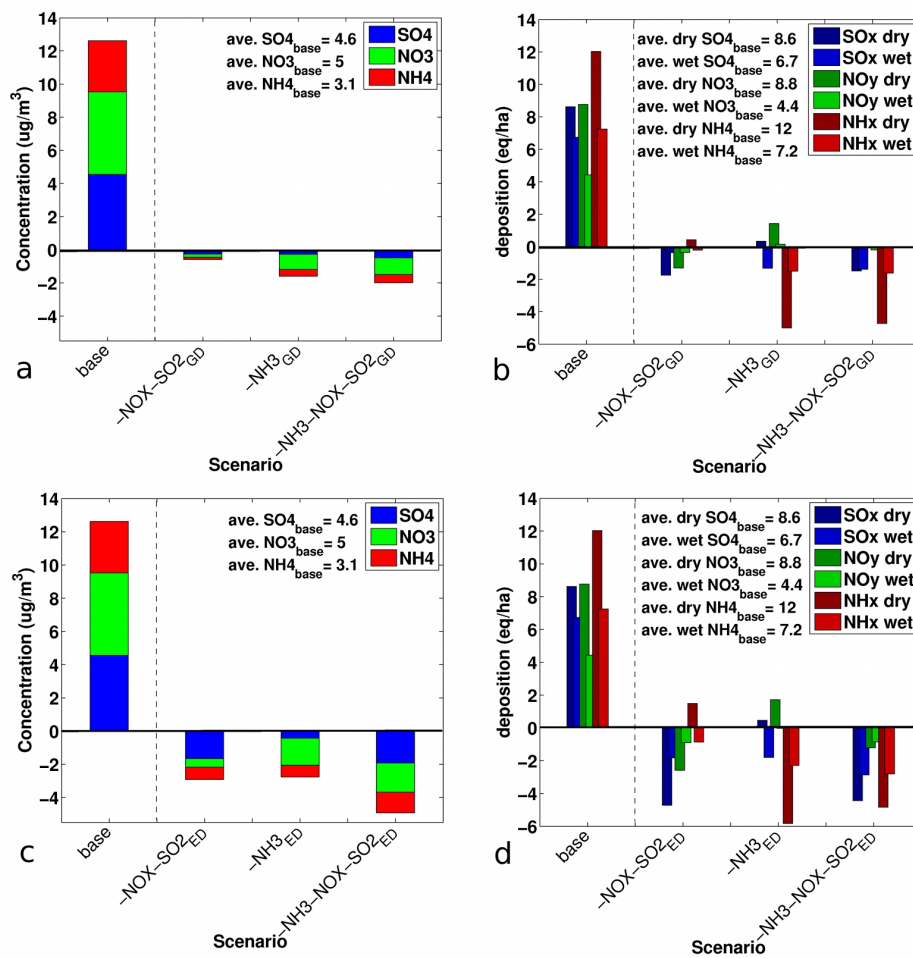 14
12
10
8
6
4
2
0
−2
−4
Concentration (ug/m³)
ave. SO4base= 4.6
ave. NO3base= 5
ave. NH4base= 3.1
SO4
NO3
NH4
base
−NOX−SO2GD
−NH3GD
−NH3−NOX−SO2GD
Scenario
a
14
12
10
8
6
4
2
0
−2
−4
−6
deposition (eq/ha)
ave. dry SO4base= 8.6
ave. wet SO4base= 6.7
ave. dry NO3base= 8.8
ave. wet NO3base= 4.4
ave. dry NH4base= 12
ave. wet NH4base= 7.2
SOx dry
SOx wet
NOy dry
NOy wet
NHx dry
NHx wet
base
−NOX−SO2GD
−NH3GD
−NH3−NOX−SO2GD
Scenario
b
14
12
10
8
6
4
2
0
−2
−4
Concentration (ug/m³)
ave. SO4base= 4.6
ave. NO3base= 5
ave. NH4base= 3.1
SO4
NO3
NH4
base
−NOX−SO2ED
−NH3ED
−NH3−NOX−SO2ED
Scenario
c
14
12
10
8
6
4
2
0
−2
−4
−6
deposition (eq/ha)
ave. dry SO4base= 8.6
ave. wet SO4base= 6.7
ave. dry NO3base= 8.8
ave. wet NO3base= 4.4
ave. dry NH4base= 12
ave. wet NH4base= 7.2
SOx dry
SOx wet
NOy dry
NOy wet
NHx dry
NHx wet
base
−NOX−SO2ED
−NH3ED
−NH3−NOX−SO2ED
Scenario
d